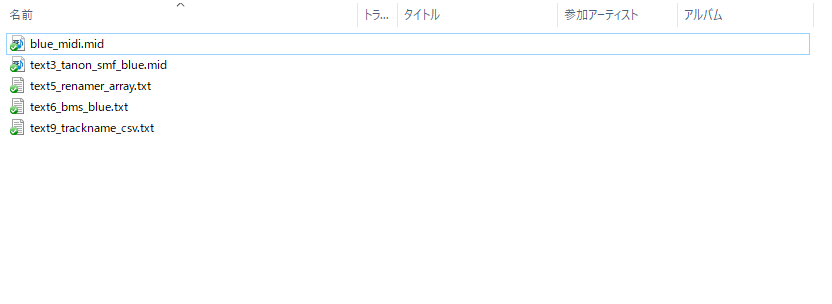 名前 トラ... タイトル 参加アーティスト アルバム
blue_midi.mid
text3_tanon_smf_blue.mid
text5_renamer_array.txt
text6_bms_blue.txt
text9_trackname_csv.txt